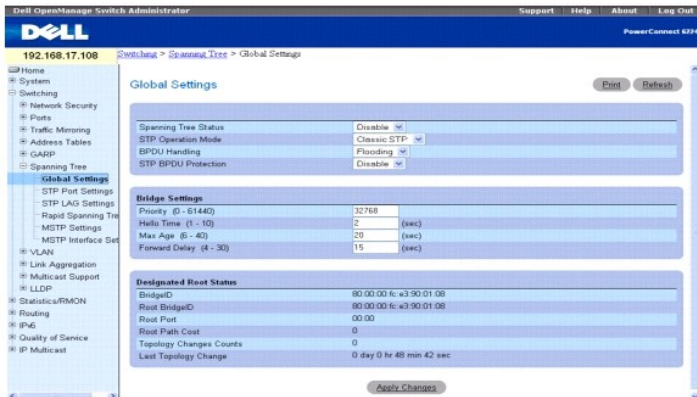 Dell OpenManage Switch Administrator
Support Help About Log Out
DELL
PowerConnect
192.168.17.108
Switching > Spanning Tree > Global Settings
Home
System
Switching
Network Security
Ports
Traffic Mirroring
Address Tables
GARP
Spanning Tree
Global Settings
STP Port Settings
STP LAG Settings
Rapid Spanning Tre
MSTP Settings
MSTP Interface Set
VLAN
Link Aggregation
Multicast Support
LLDP
Statistics/RMON
Routing
IPv6
Quality of Service
IP Multicast
Global Settings
Print Refresh
Spanning Tree Status Disable
STP Operation Mode Classic STP
BPDU Handling Flooding
STP BPDU Protection Disable
Bridge Settings
Priority (0 - 61440) 32768
Hello Time (1 - 10) 2 (sec)
Max Age (6 - 40) 20 (sec)
Forward Delay (4 - 30) 15 (sec)
Designated Root Status
BridgeID 80:00:00:fc:e3:90:01:08
Root BridgeID 80:00:00:fc:e3:90:01:08
Root Port 00:00
Root Path Cost 0
Topology Changes Counts 0
Last Topology Change 0 day 0 hr 48 min 42 sec
Apply Changes